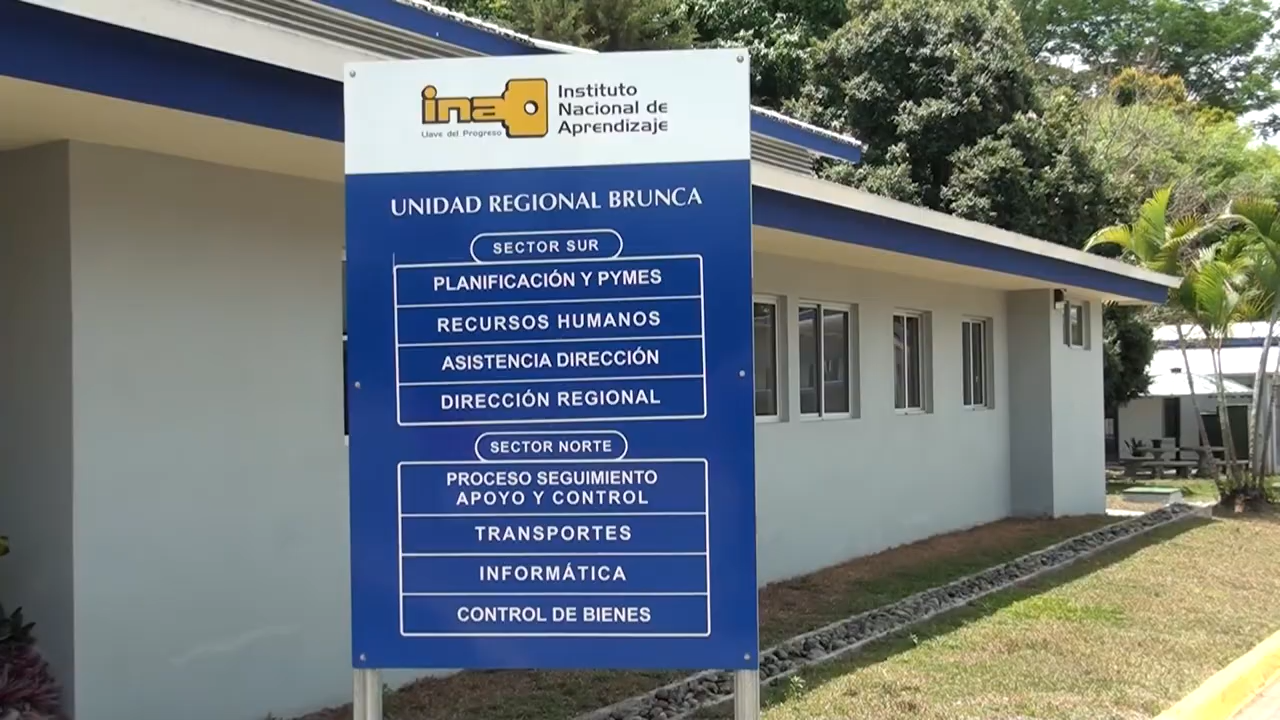 ina
Llave del Progreso
Instituto
Nacional de
Aprendizaje
UNIDAD REGIONAL BRUNCA
SECTOR SUR
PLANIFICACIÓN Y PYMES
RECURSOS HUMANOS
ASISTENCIA DIRECCIÓN
DIRECCIÓN REGIONAL
SECTOR NORTE
PROCESO SEGUIMIENTO
APOYO Y CONTROL
TRANSPORTES
INFORMÁTICA
CONTROL DE BIENES